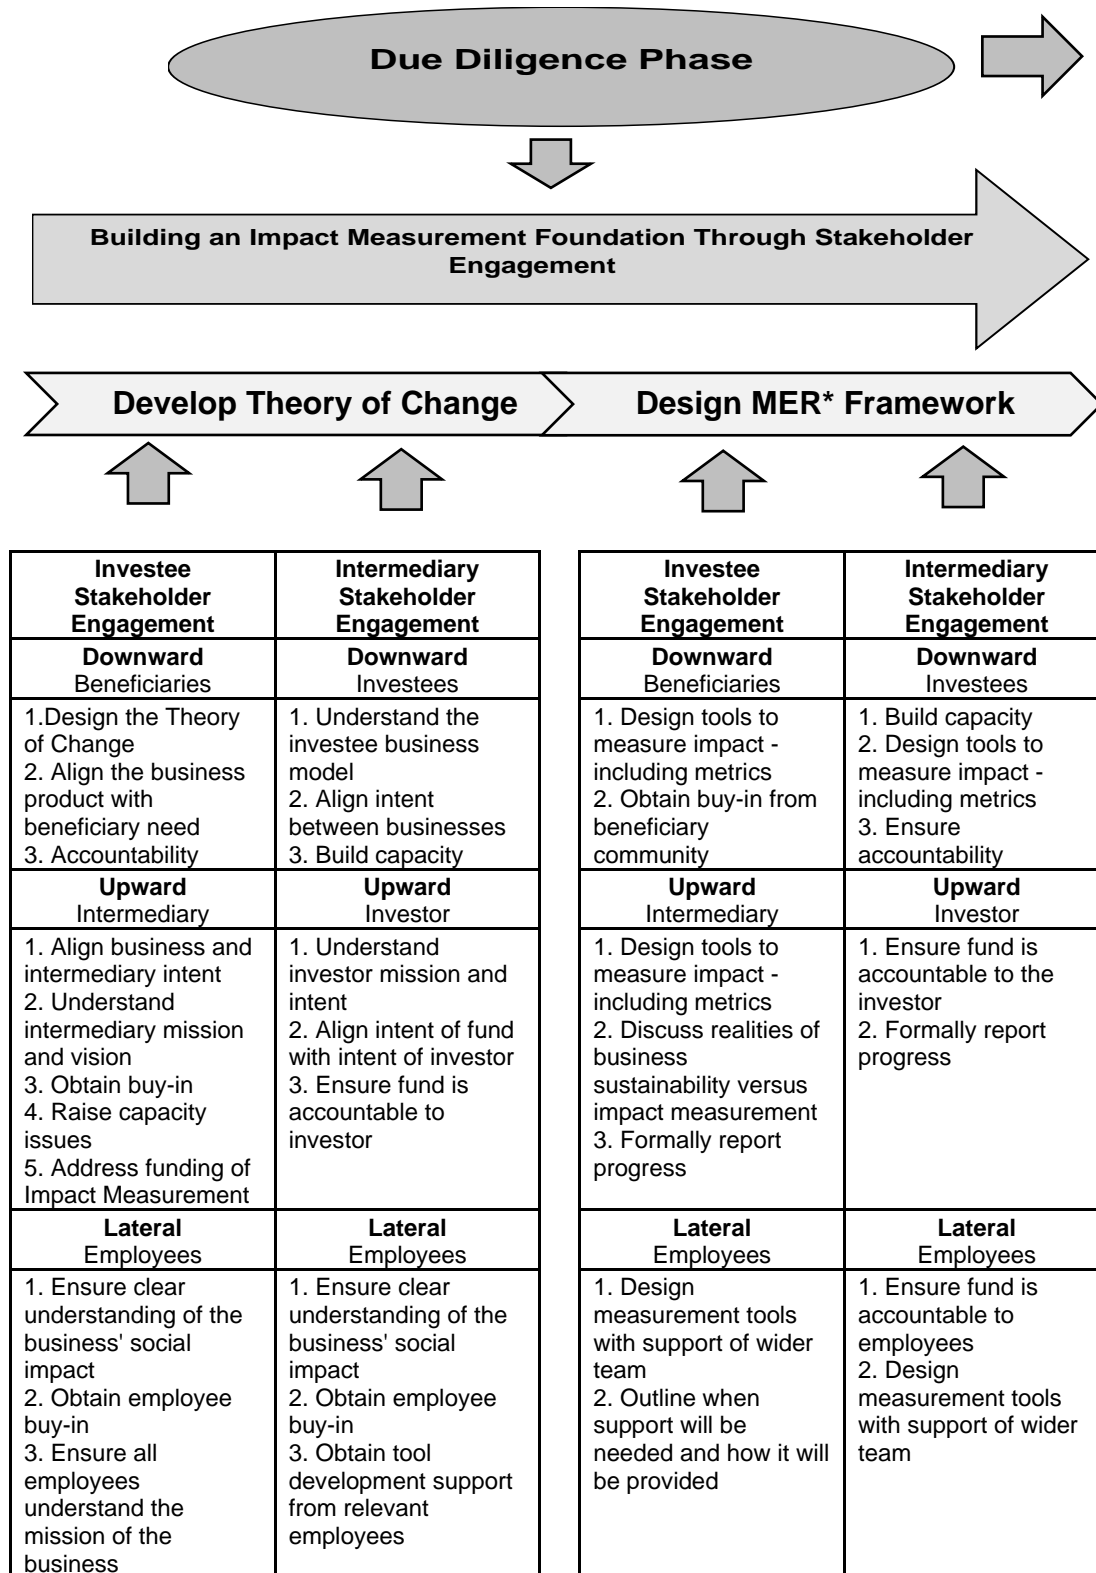 Due Diligence Phase
Building an Impact Measurement Foundation Through Stakeholder
Engagement
Develop Theory of Change
Design MER* Framework
Investee
Stakeholder
Engagement
Intermediary
Stakeholder
Engagement
Downward
Beneficiaries
Downward
Investees
1.Design the Theory
of Change
2. Align the business
product with
beneficiary need
3. Accountability
1. Understand the
investee business
model
2. Align intent
between businesses
3. Build capacity
Upward
Intermediary
Upward
Investor
1. Align business and
intermediary intent
2. Understand
intermediary mission
and vision
3. Obtain buy-in
4. Raise capacity
issues
5. Address funding of
Impact Measurement
1. Understand
investor mission and
intent
2. Align intent of fund
with intent of investor
3. Ensure fund is
accountable to
investor
Lateral
Employees
Lateral
Employees
1. Ensure clear
understanding of the
business' social
impact
2. Obtain employee
buy-in
3. Ensure all
employees
understand the
mission of the
business
1. Ensure clear
understanding of the
business' social
impact
2. Obtain employee
buy-in
3. Obtain tool
development support
from relevant
employees
Investee
Stakeholder
Engagement
Intermediary
Stakeholder
Engagement
Downward
Beneficiaries
Downward
Investees
1. Design tools to
measure impact -
including metrics
2. Obtain buy-in from
beneficiary
community
1. Build capacity
2. Design tools to
measure impact -
including metrics
3. Ensure
accountability
Upward
Intermediary
Upward
Investor
1. Design tools to
measure impact -
including metrics
2. Discuss realities of
business
sustainability versus
impact measurement
3. Formally report
progress
1. Ensure fund is
accountable to the
investor
2. Formally report
progress
Lateral
Employees
Lateral
Employees
1. Design
measurement tools
with support of wider
team
2. Outline when
support will be
needed and how it will
be provided
1. Ensure fund is
accountable to
employees
2. Design
measurement tools
with support of wider
team